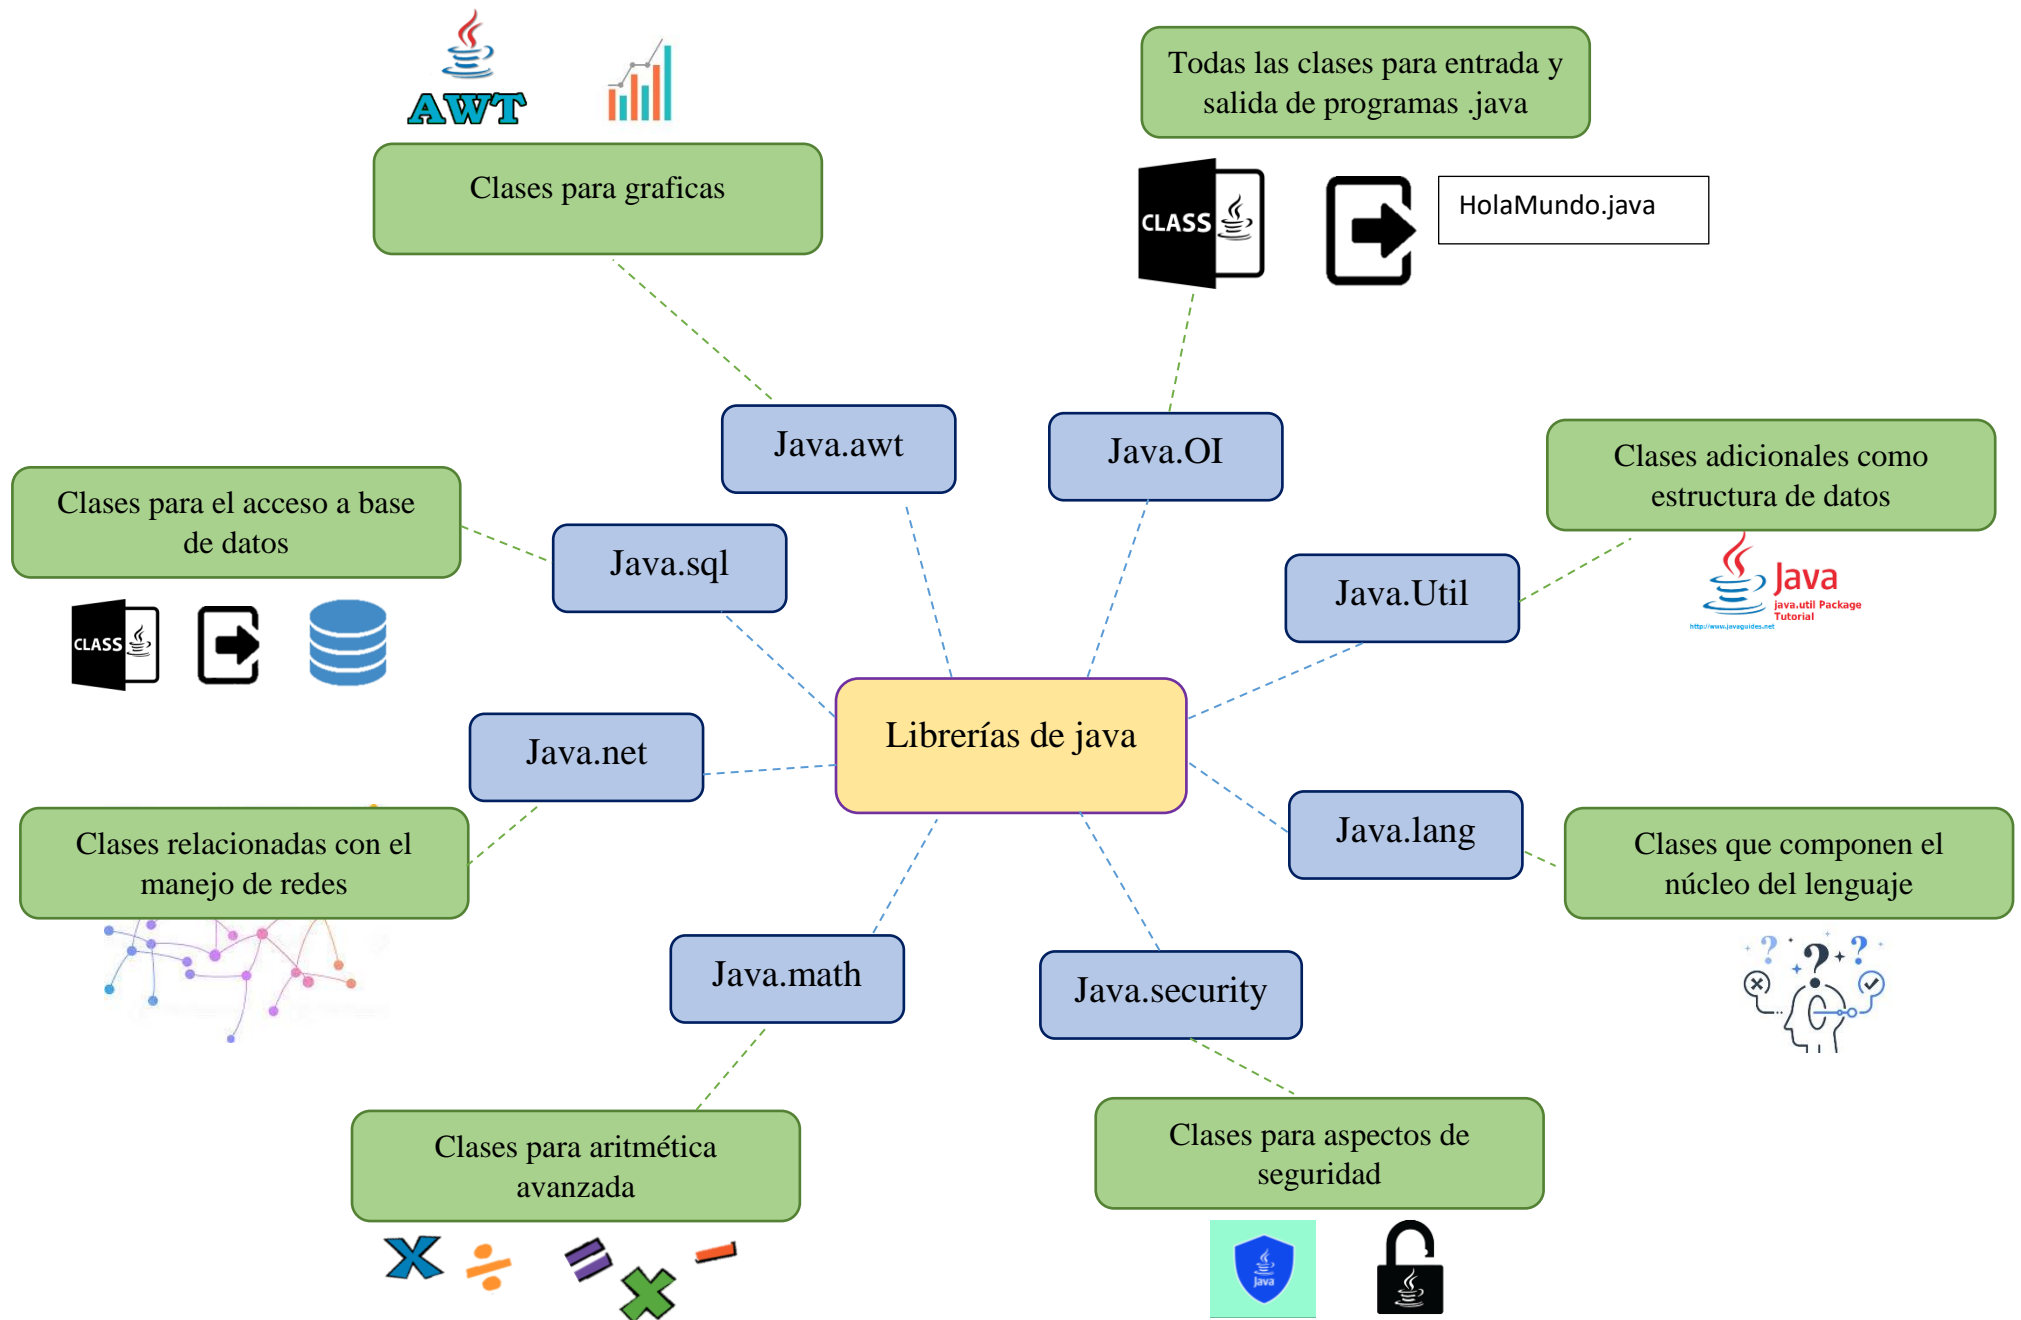 AWT
Clases para graficas
Todas las clases para entrada y
salida de programas .java
CLASS
HolaMundo.java
Java.awt
Java.OI
Clases adicionales como
estructura de datos
Java
java.util Package
Tutorial
http://www.javaguides.net
Clases para el acceso a base
de datos
CLASS
Java.sql
Java.Util
Librerías de java
Java.net
Clases relacionadas con el
manejo de redes
Java.lang
Clases que componen el
núcleo del lenguaje
? ? ?
Java.math
Java.security
Clases para aritmética
avanzada
Clases para aspectos de
seguridad
Java